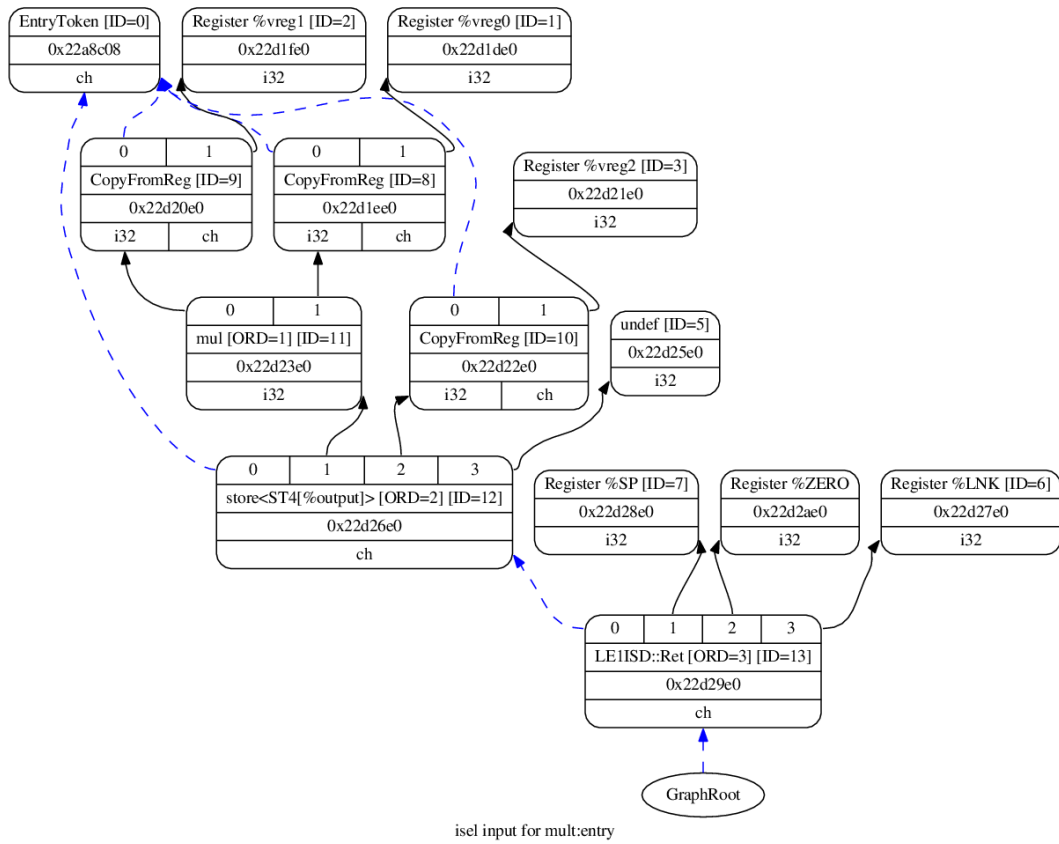 EntryToken [ID=0]
0x22a8c08
ch
Register %vreg1 [ID=2]
0x22d1fe0
i32
Register %vreg0 [ID=1]
0x22d1de0
i32
0 1
CopyFromReg [ID=9]
0x22d20e0
i32 ch
0 1
CopyFromReg [ID=8]
0x22d1ee0
i32 ch
Register %vreg2 [ID=3]
0x22d21e0
i32
0 1
mul [ORD=1] [ID=11]
0x22d23e0
i32
0 1
CopyFromReg [ID=10]
0x22d22e0
i32 ch
undef [ID=5]
0x22d25e0
i32
0 1 2 3
store<ST4[%output]> [ORD=2] [ID=12]
0x22d26e0
ch
Register %SP [ID=7]
0x22d28e0
i32
Register %ZERO
0x22d2ae0
i32
Register %LNK [ID=6]
0x22d27e0
i32
0 1 2 3
LE1ISD::Ret [ORD=3] [ID=13]
0x22d29e0
ch
GraphRoot
isel input for mult:entry